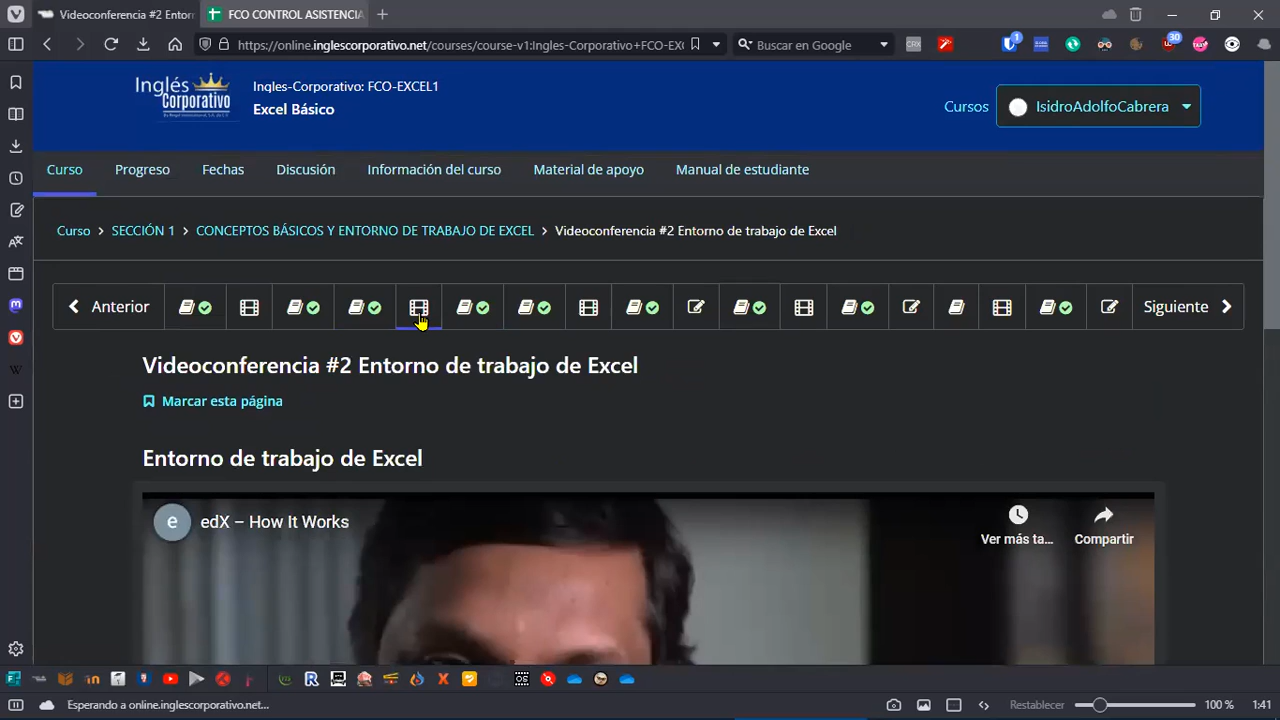 Videoconferencia #2 Entorn
FCO CONTROL ASISTENCIA
https://online.inglescorporativo.net/courses/course-v1:Ingles-Corporativo+FCO-EXC
Buscar en Google
CRX
1
30
Inglés Corporativo
Ingles-Corporativo: FCO-EXCEL1
Excel Básico
Cursos
IsidroAdolfoCabrera
Curso
Progreso
Fechas
Discusión
Información del curso
Material de apoyo
Manual de estudiante
Curso > SECCIÓN 1 > CONCEPTOS BÁSICOS Y ENTORNO DE TRABAJO DE EXCEL > Videoconferencia #2 Entorno de trabajo de Excel
Anterior
Siguiente
Videoconferencia #2 Entorno de trabajo de Excel
Marcar esta página
Entorno de trabajo de Excel
e
edX – How It Works
Ver más ta...
Compartir
Esperando a online.inglescorporativo.net...
Restablecer
100 %
1:41